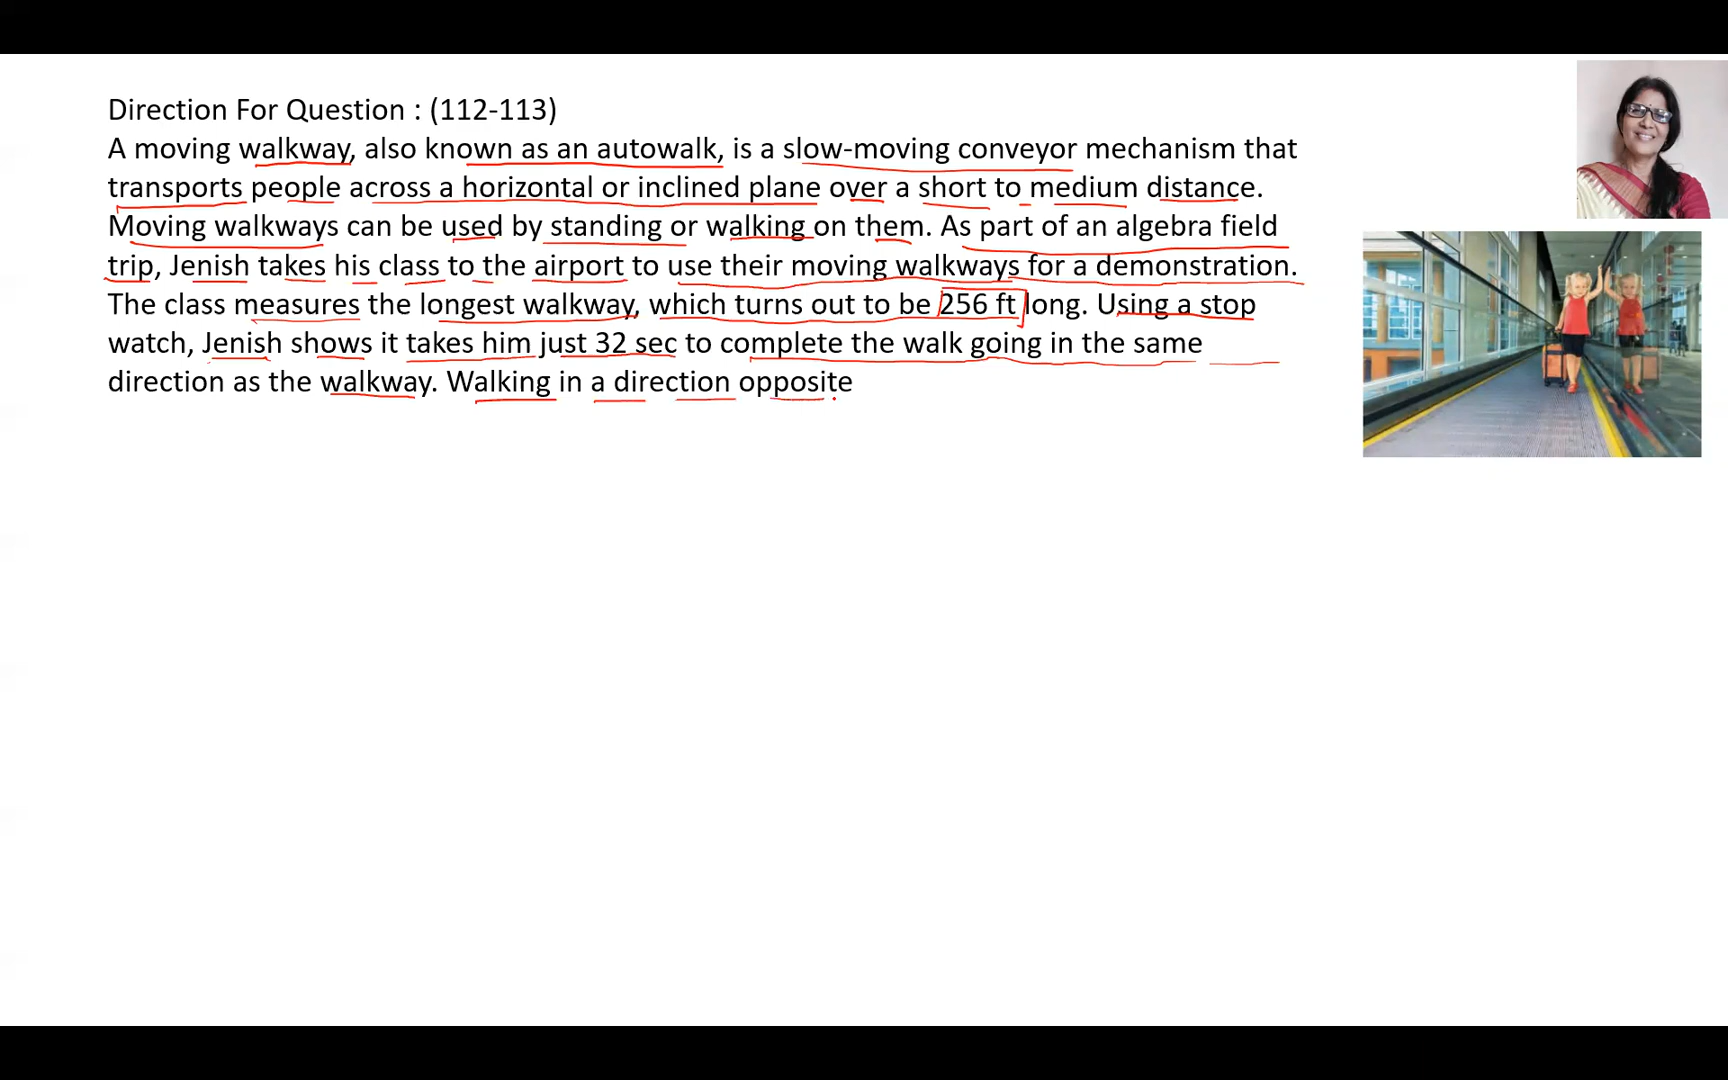 Direction For Question : (112-113)
A moving walkway, also known as an autowalk, is a slow-moving conveyor mechanism that
transports people across a horizontal or inclined plane over a short to medium distance.
Moving walkways can be used by standing or walking on them. As part of an algebra field
trip, Jenish takes his class to the airport to use their moving walkways for a demonstration.
The class measures the longest walkway, which turns out to be 256 ft long. Using a stop
watch, Jenish shows it takes him just 32 sec to complete the walk going in the same
direction as the walkway. Walking in a direction opposite